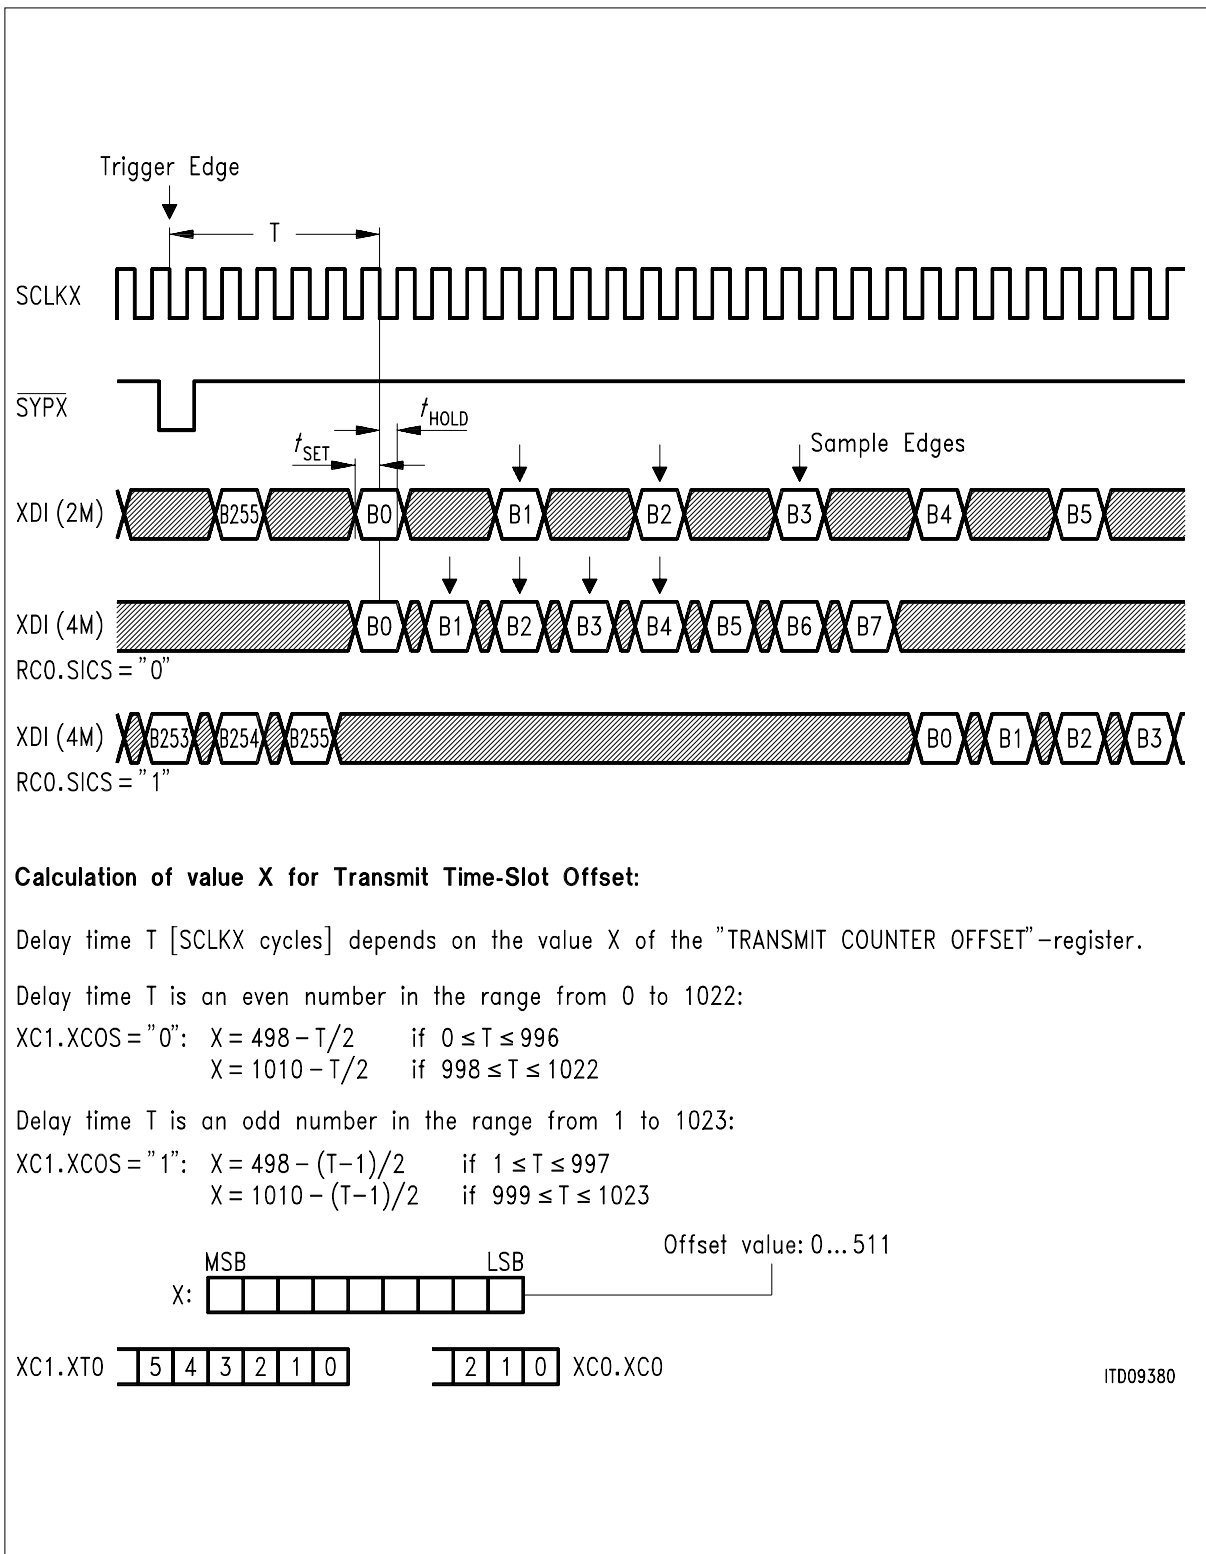 Trigger Edge
T
SCLKX
SYPX
tHOLD
tSET
Sample Edges
XDI (2M) B255 B0 B1 B2 B3 B4 B5
XDI (4M) B0 B1 B2 B3 B4 B5 B6 B7
RC0.SICS = "0"
XDI (4M) B253 B254 B255 B0 B1 B2 B3
RC0.SICS = "1"
Calculation of value X for Transmit Time-Slot Offset:
Delay time T [SCLKX cycles] depends on the value X of the "TRANSMIT COUNTER OFFSET"-register.
Delay time T is an even number in the range from 0 to 1022:
XC1.XCOS = "0": X = 498 – T/2 if 0 ≤ T ≤ 996
X = 1010 – T/2 if 998 ≤ T ≤ 1022
Delay time T is an odd number in the range from 1 to 1023:
XC1.XCOS = "1": X = 498 – (T–1)/2 if 1 ≤ T ≤ 997
X = 1010 – (T–1)/2 if 999 ≤ T ≤ 1023
Offset value: 0...511
MSB LSB
X:
XC1.XTO 5 4 3 2 1 0 2 1 0 XC0.XCO
ITD09380